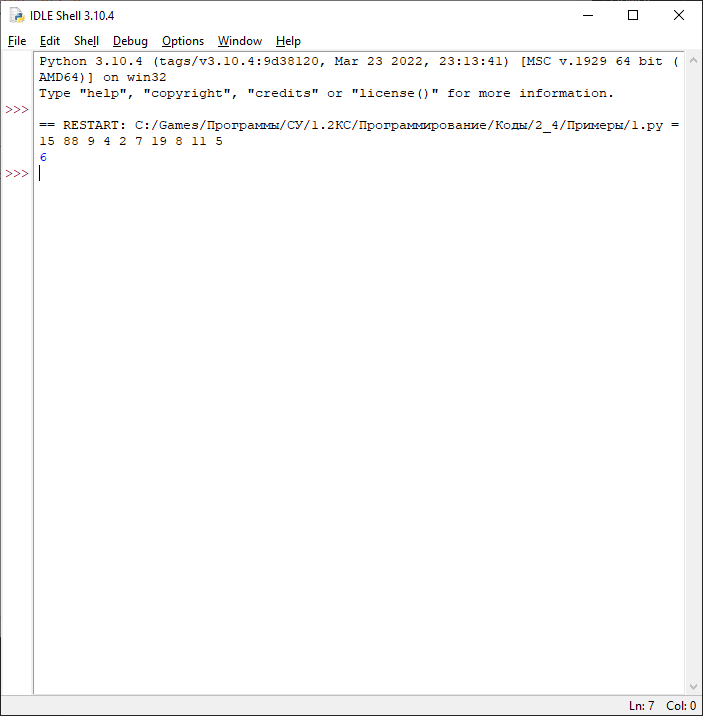 IDLE Shell 3.10.4
File Edit Shell Debug Options Window Help
Python 3.10.4 (tags/v3.10.4:9d38120, Mar 23 2022, 23:13:41) [MSC v.1929 64 bit (
AMD64)] on win32
Type "help", "copyright", "credits" or "license()" for more information.
>>>
== RESTART: C:/Games/Программы/СУ/1.2КС/Программирование/Коды/2_4/Примеры/1.py =
15 88 9 4 2 7 19 8 11 5
6
>>>
Ln: 7 Col: 0